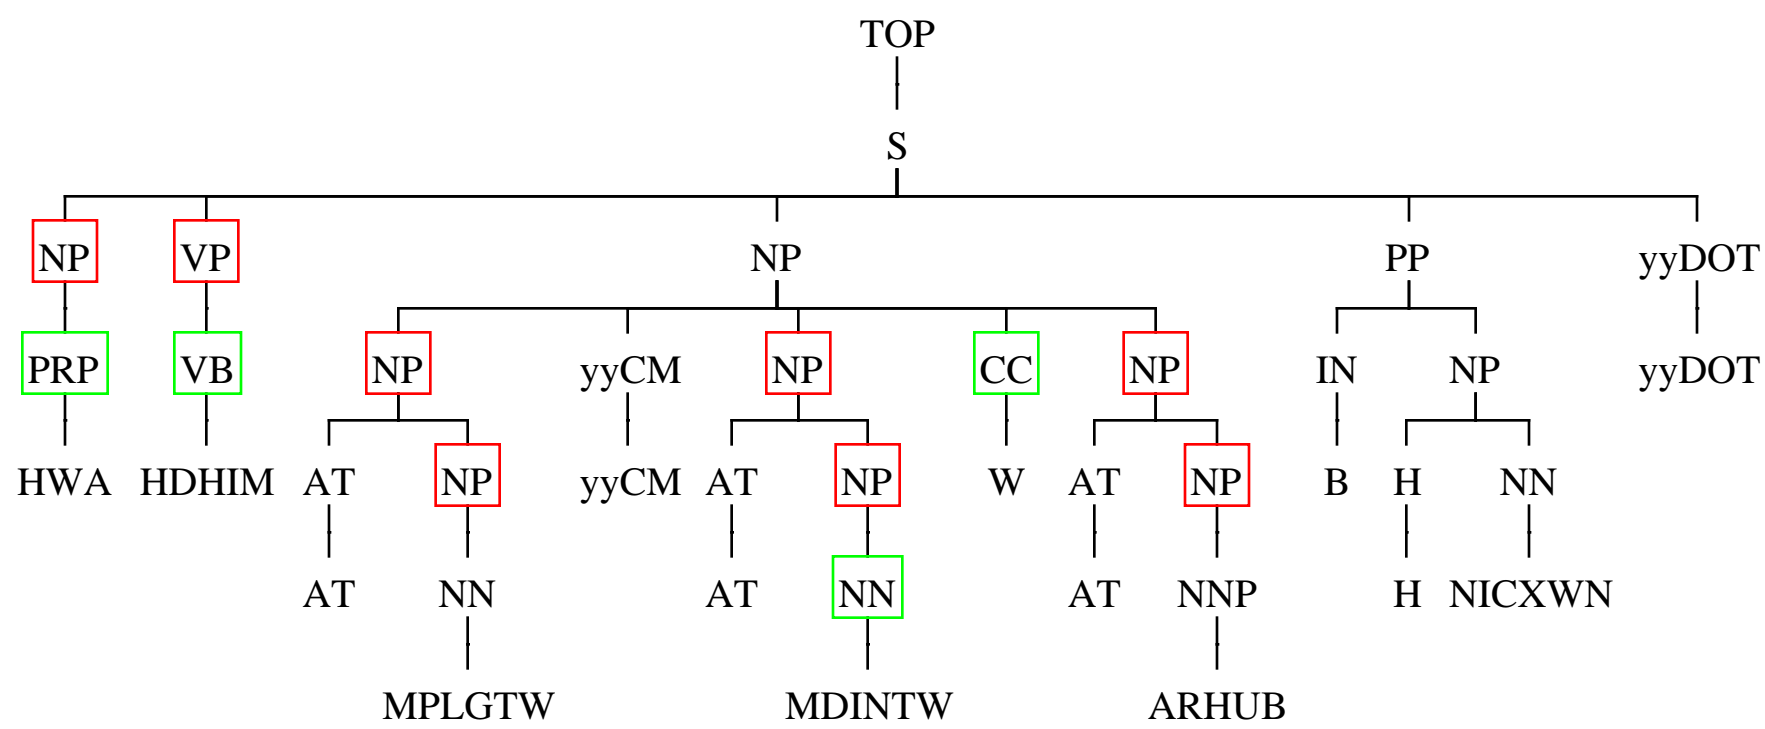 TOP
S
NP VP NP PP yyDOT
PRP VB NP yyCM NP CC NP IN NP yyDOT
HWA HDHIM AT NP yyCM AT NP W AT NP B H NN
AT NN AT NN AT NNP H NICXWN
MPLGTW MDINTW ARHUB